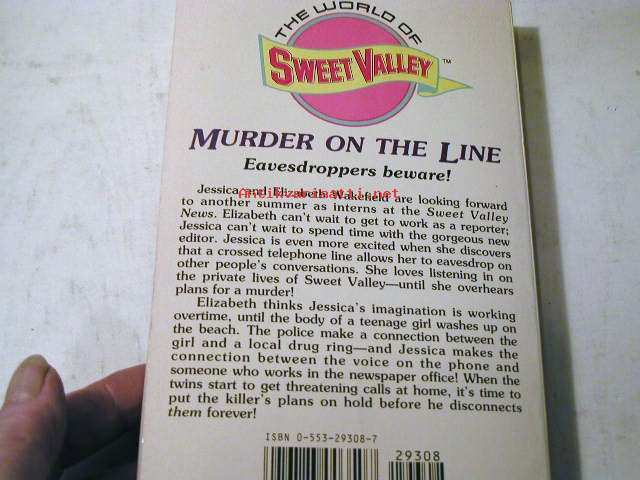 THE WORLD OF
SWEET VALLEY™
MURDER ON THE LINE
Eavesdroppers beware!
Jessica and Elizabeth Wakefield are looking forward
Antikvariaatti.net
to another summer as interns at the Sweet Valley
News. Elizabeth can't wait to get to work as a reporter;
Jessica can't wait to spend time with the gorgeous new
editor. Jessica is even more excited when she discovers
that a crossed telephone line allows her to eavesdrop on
other people's conversations. She loves listening in on
the private lives of Sweet Valley—until she overhears
plans for a murder!
Elizabeth thinks Jessica's imagination is working
overtime, until the body of a teenage girl washes up on
the beach. The police make a connection between the
girl and a local drug ring—and Jessica makes the
connection between the voice on the phone and
someone who works in the newspaper office! When the
twins start to get threatening calls at home, it's time to
put the killer's plans on hold before he disconnects
them forever!
ISBN 0-553-29308-7
29308